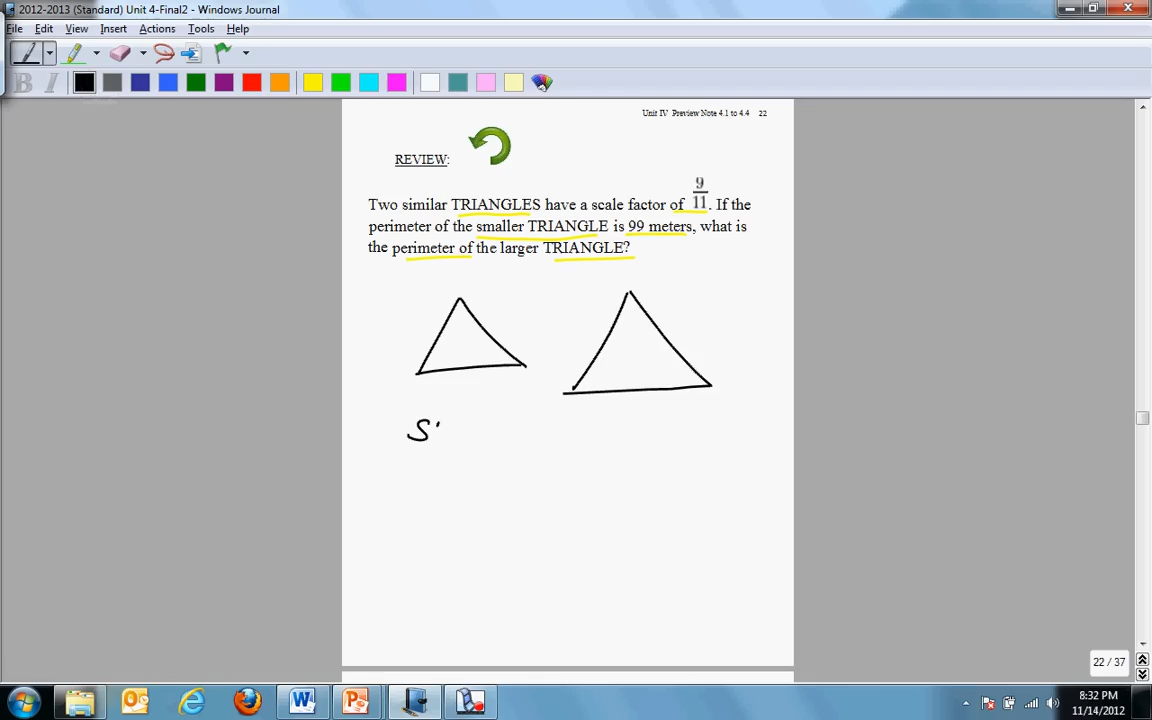 2012-2013 (Standard) Unit 4-Final2 - Windows Journal
File Edit View Insert Actions Tools Help
B I
Unit IV Preview Note 4.1 to 4.4 22
REVIEW:
Two similar TRIANGLES have a scale factor of 9/11. If the
perimeter of the smaller TRIANGLE is 99 meters, what is
the perimeter of the larger TRIANGLE?
22 / 37
8:32 PM
11/14/2012